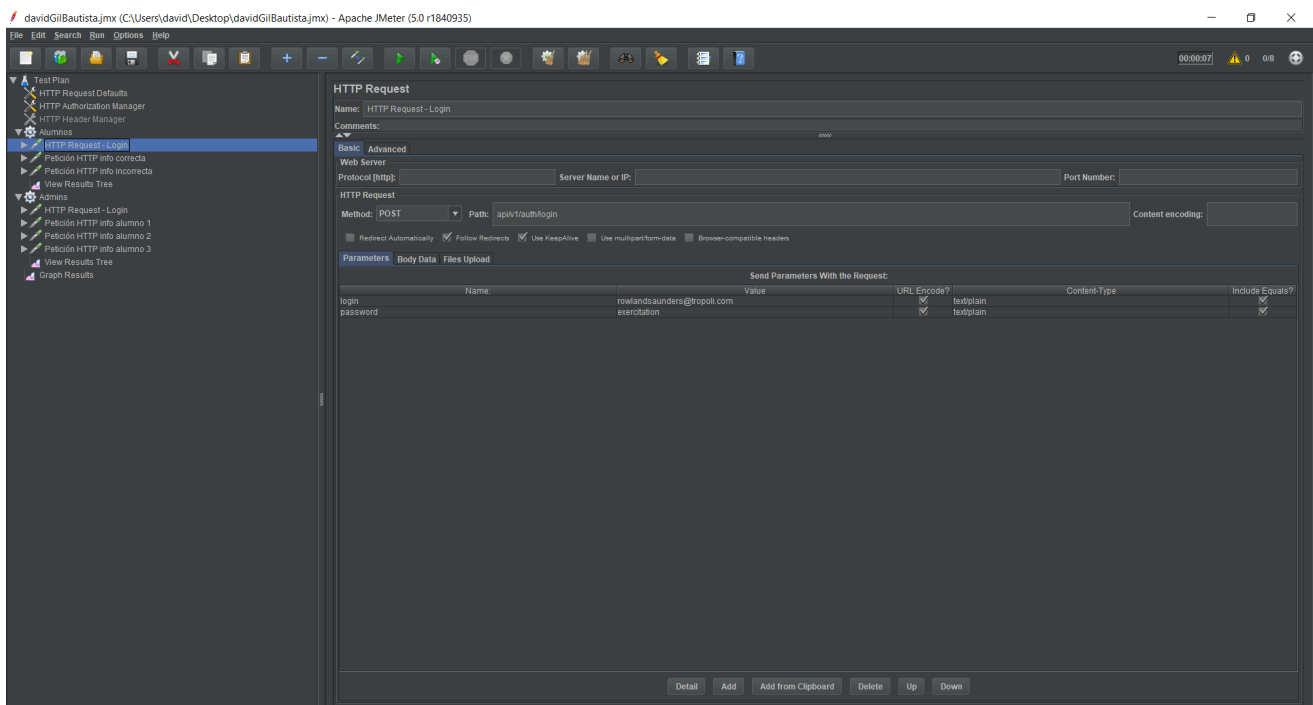 davidGilBautista.jmx (C:\Users\david\Desktop\davidGilBautista.jmx) - Apache JMeter (5.0 r1840935)
File Edit Search Run Options Help
00:00:07 0 0/8
Test Plan
HTTP Request Defaults
HTTP Authorization Manager
HTTP Header Manager
Alumnos
HTTP Request - Login
Petición HTTP info correcta
Petición HTTP info incorrecta
View Results Tree
Admins
HTTP Request - Login
Petición HTTP info alumno 1
Petición HTTP info alumno 2
Petición HTTP info alumno 3
View Results Tree
Graph Results
HTTP Request
Name: HTTP Request - Login
Comments:
Basic Advanced
Web Server
Protocol [http]: Server Name or IP: Port Number:
HTTP Request
Method: POST Path: api/v1/auth/login Content encoding:
Redirect Automatically Follow Redirects Use KeepAlive Use multipart/form-data Browser-compatible headers
Parameters Body Data Files Upload
Send Parameters With the Request:
Name: Value URL Encode? Content-Type Include Equals?
login rowlandsaunders@tropoli.com text/plain
password exercitation text/plain
Detail Add Add from Clipboard Delete Up Down